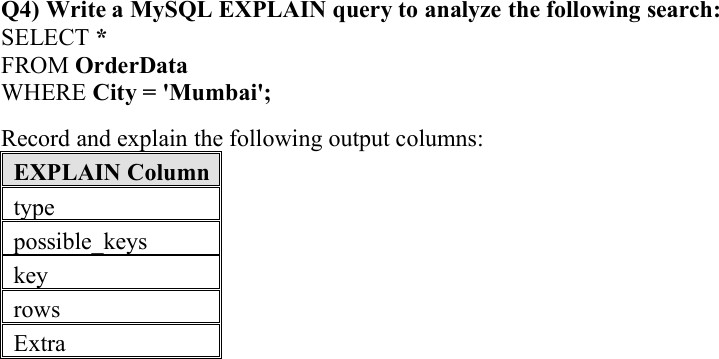 Q4) Write a MySQL EXPLAIN query to analyze the following search:
SELECT *
FROM OrderData
WHERE City = 'Mumbai';
Record and explain the following output columns:
EXPLAIN Column
type
possible_keys
key
rows
Extra